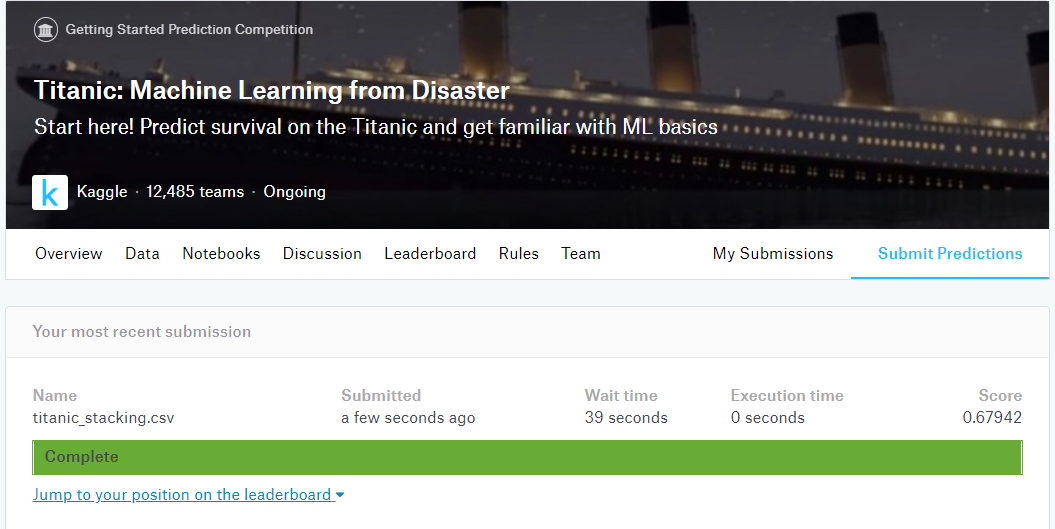 Getting Started Prediction Competition
Titanic: Machine Learning from Disaster
Start here! Predict survival on the Titanic and get familiar with ML basics
k Kaggle · 12,485 teams · Ongoing
Overview Data Notebooks Discussion Leaderboard Rules Team My Submissions Submit Predictions
Your most recent submission
Name Submitted Wait time Execution time Score
titanic_stacking.csv a few seconds ago 39 seconds 0 seconds 0.67942
Complete
Jump to your position on the leaderboard